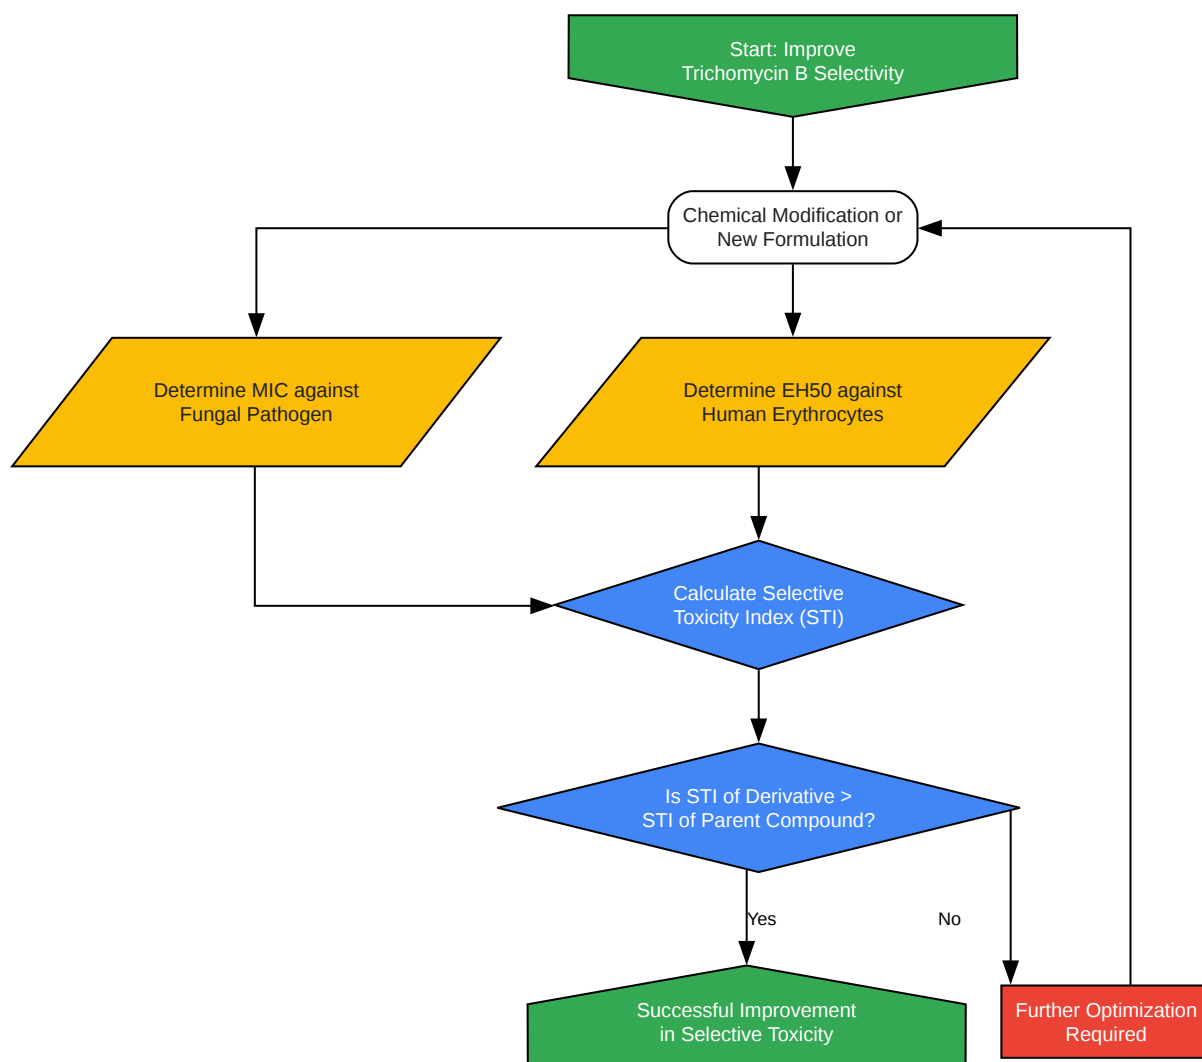 Start: Improve
Trichomycin B Selectivity
Chemical Modification or
New Formulation
Determine MIC against
Fungal Pathogen
Determine EH50 against
Human Erythrocytes
Calculate Selective
Toxicity Index (STI)
Is STI of Derivative >
STI of Parent Compound?
Yes
No
Successful Improvement
in Selective Toxicity
Further Optimization
Required